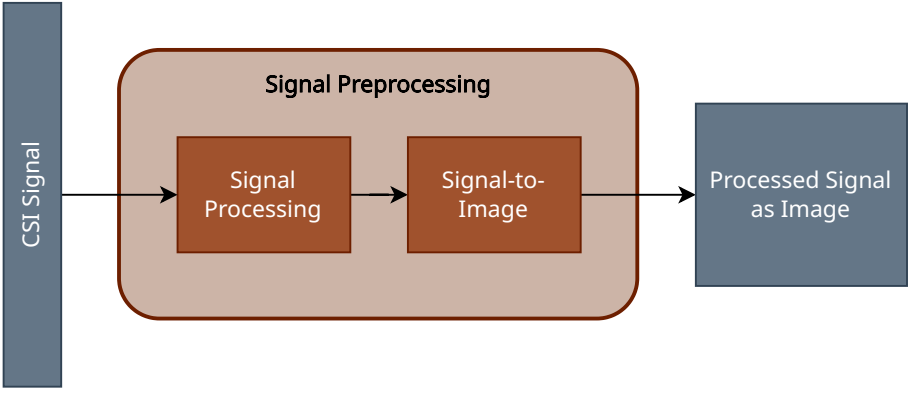 CSI Signal
Signal Preprocessing
Signal
Processing
Signal-to-
Image
Processed Signal
as Image